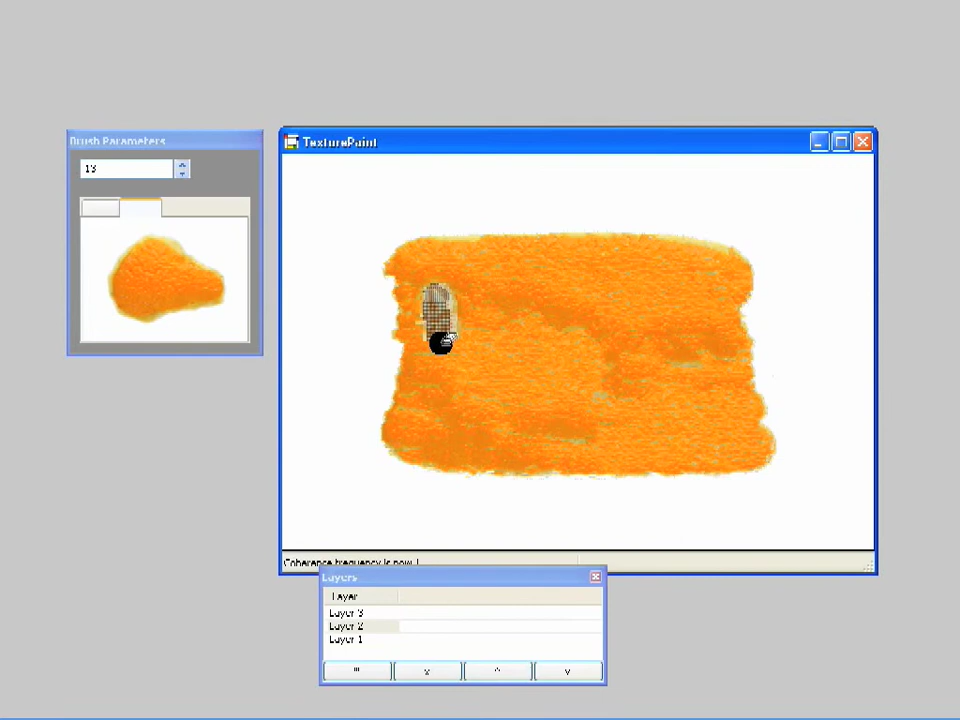 Brush Parameters
13
TexturePaint
Coherence frequency is now 1
Layers
Layer
Layer 3
Layer 2
Layer 1